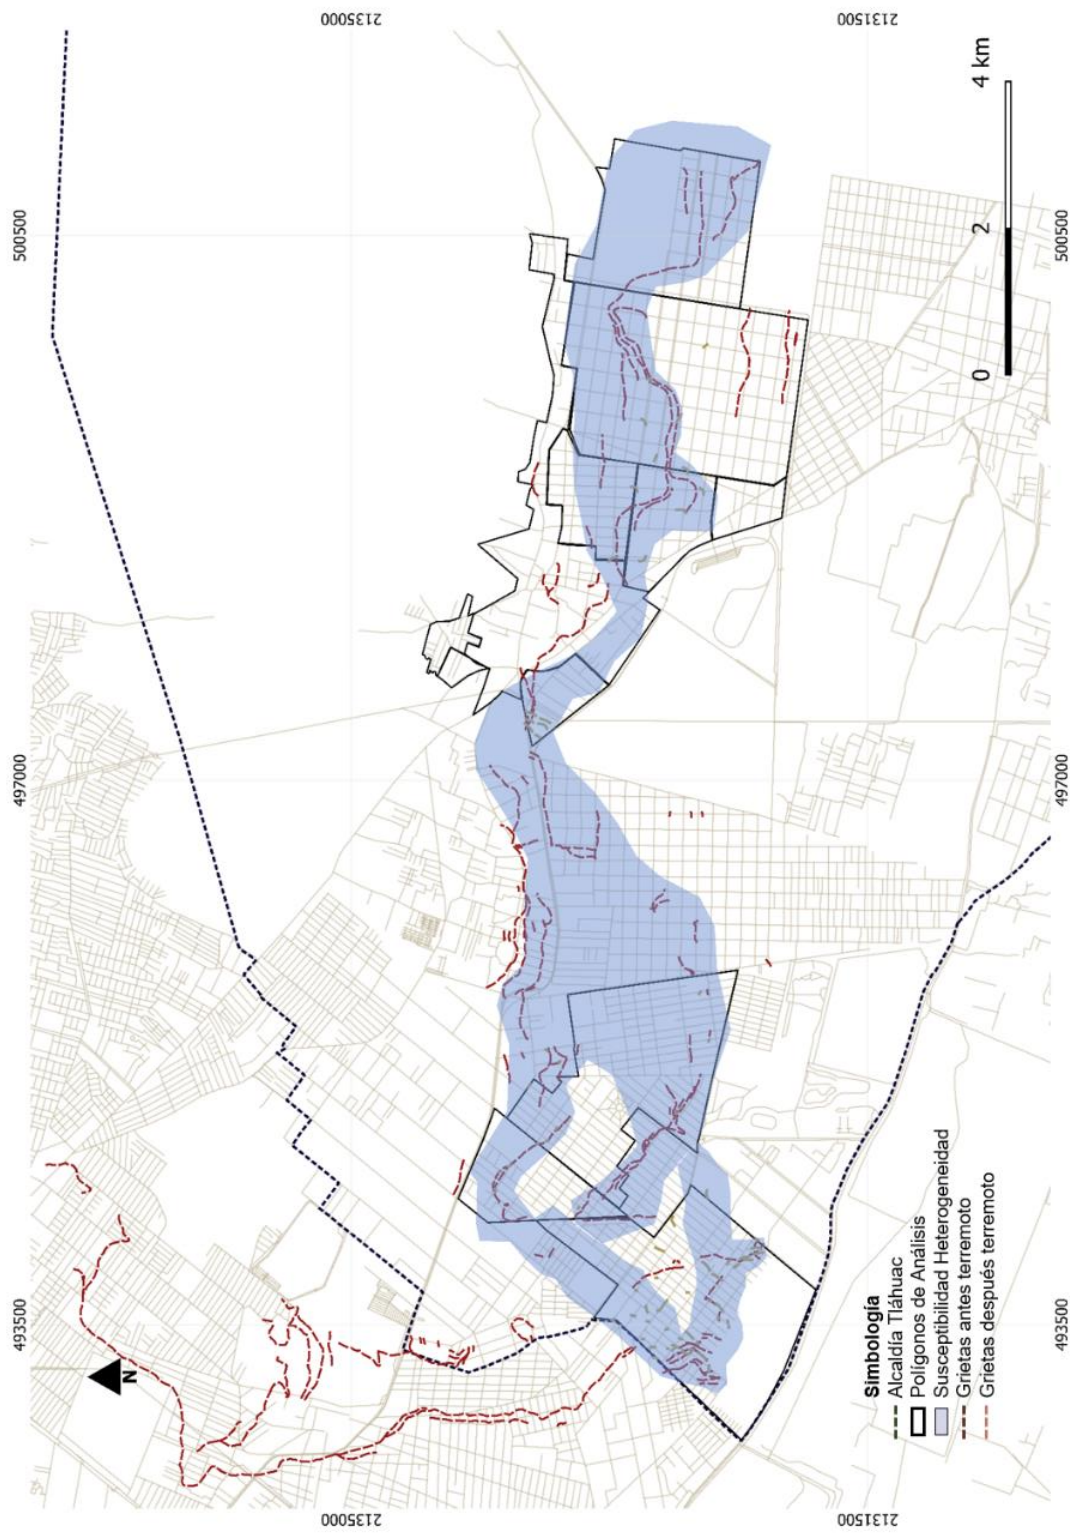 493500
497000
500500
2135000
2135000
2131500
2131500
N
Simbología
Alcaldía Tláhuac
Polígonos de Análisis
Susceptibilidad Heterogeneidad
Grietas antes terremoto
Grietas después terremoto
0
2
4 km
493500
497000
500500